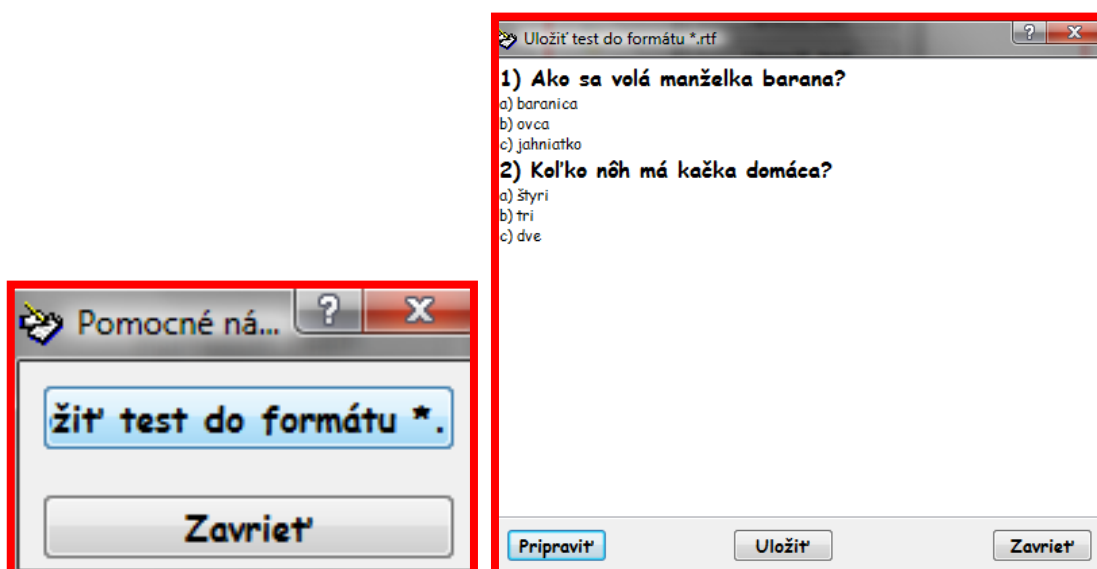 Pomocné ná...
žiť test do formátu *.
Zavrieť
Uložiť test do formátu *.rtf
1) Ako sa volá manželka barana?
a) baranica
b) ovca
c) jahniatko
2) Koľko nôh má kačka domáca?
a) štyri
b) tri
c) dve
Pripraviť Uložiť Zavrieť